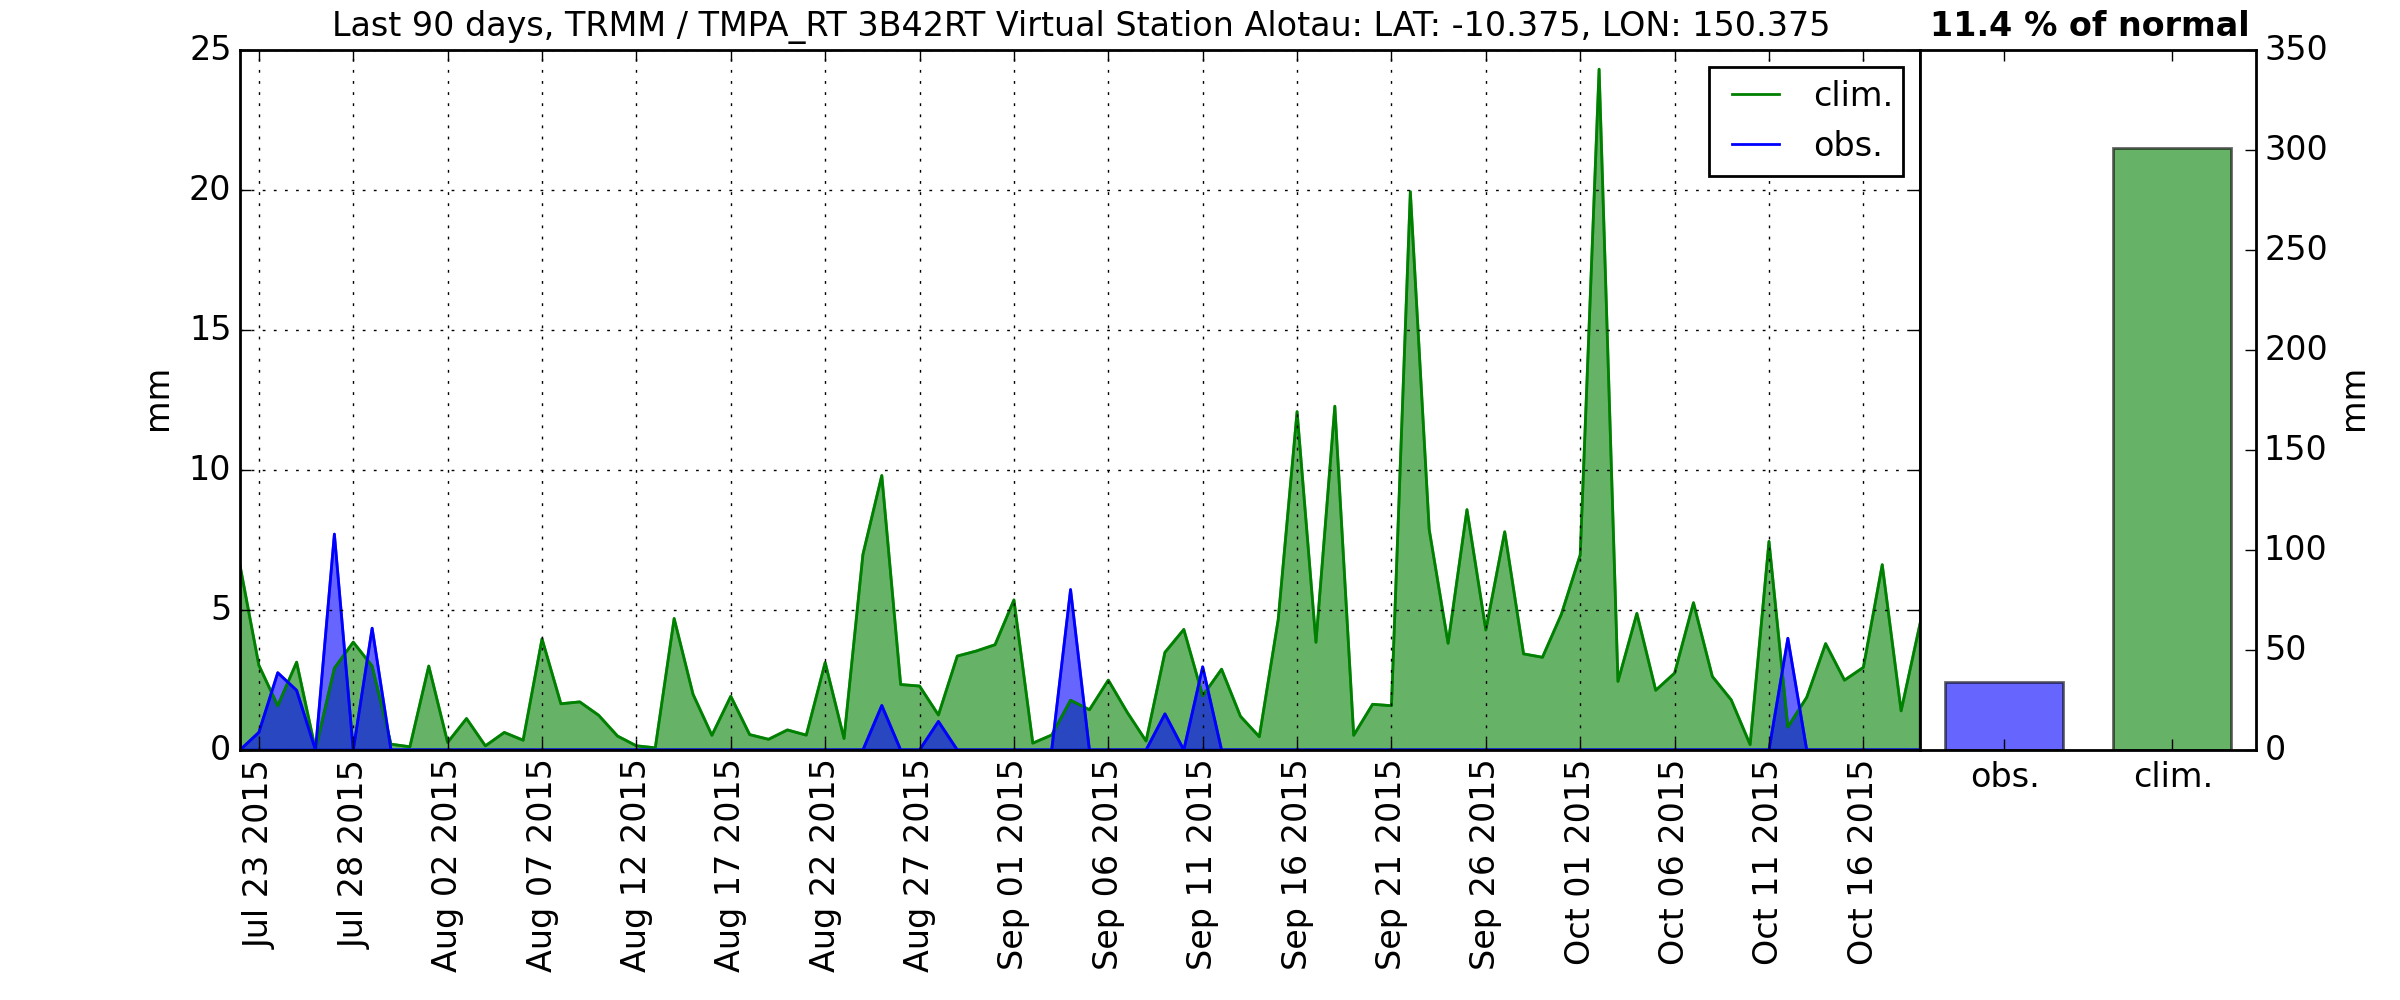 Last 90 days, TRMM / TMPA_RT 3B42RT Virtual Station Alotau: LAT: -10.375, LON: 150.375
11.4 % of normal
25
20
15
10
5
0
mm
clim.
obs.
Jul 23 2015
Jul 28 2015
Aug 02 2015
Aug 07 2015
Aug 12 2015
Aug 17 2015
Aug 22 2015
Aug 27 2015
Sep 01 2015
Sep 06 2015
Sep 11 2015
Sep 16 2015
Sep 21 2015
Sep 26 2015
Oct 01 2015
Oct 06 2015
Oct 11 2015
Oct 16 2015
obs.
clim.
350
300
250
200
150
100
50
0
mm